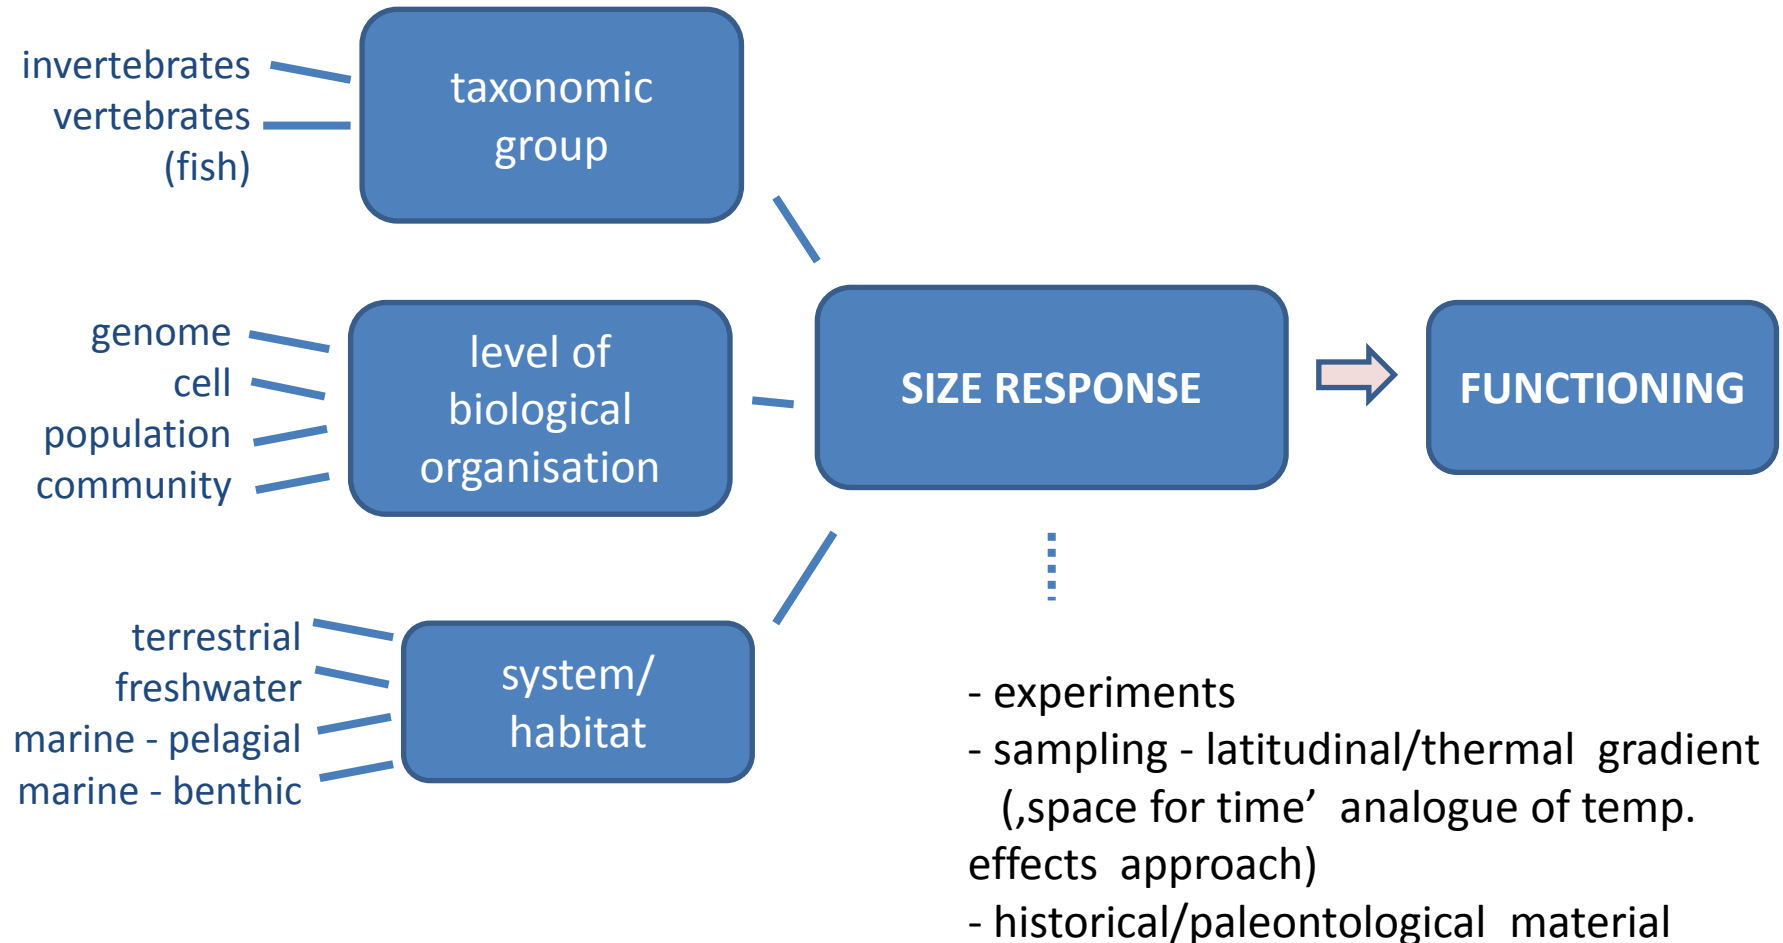 invertebrates
vertebrates
(fish)
taxonomic
group
genome
cell
population
community
level of
biological
organisation
SIZE RESPONSE
FUNCTIONING
terrestrial
freshwater
marine - pelagial
marine - benthic
system/
habitat
- experiments
- sampling - latitudinal/thermal gradient
(‚space for time’ analogue of temp.
effects approach)
- historical/paleontological material